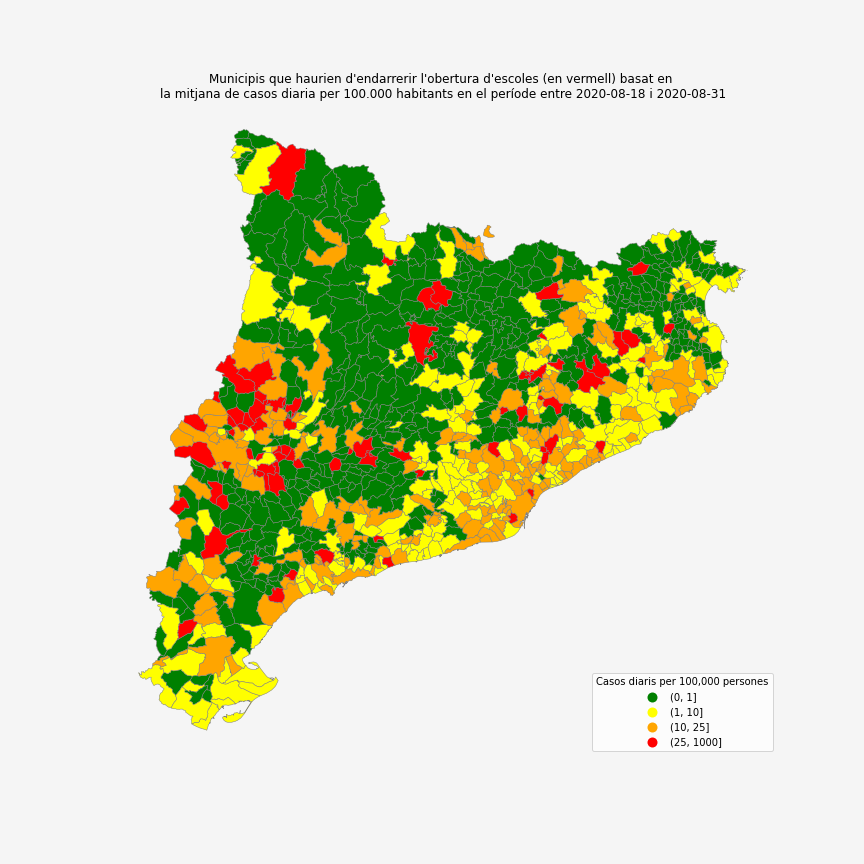 Municipis que haurien d'endarrerir l'obertura d'escoles (en vermell) basat en
la mitjana de casos diaria per 100.000 habitants en el període entre 2020-08-18 i 2020-08-31
Casos diaris per 100,000 persones
(0, 1]
(1, 10]
(10, 25]
(25, 1000]